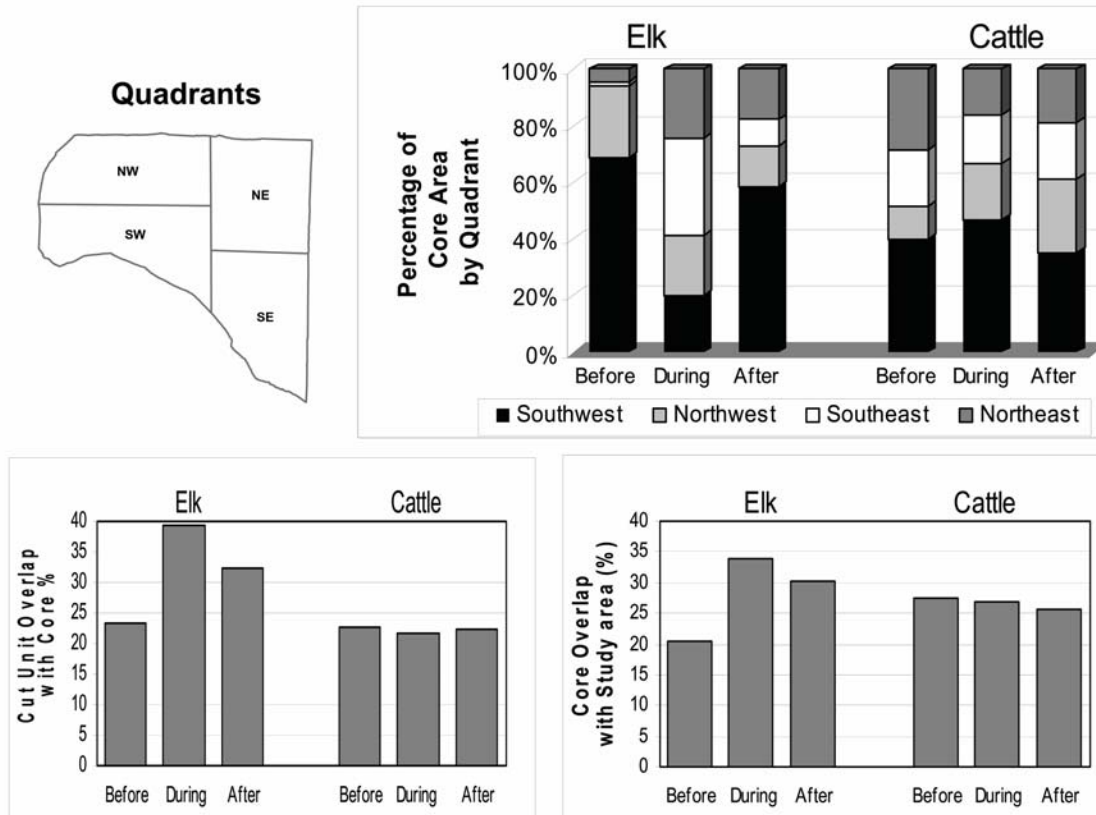 Quadrants
NW
NE
SW
SE
Elk
Cattle
Percentage of
Core Area
by Quadrant
100%
80%
60%
40%
20%
0%
Before
During
After
Before
During
After
Southwest
Northwest
Southeast
Northeast
Elk
Cattle
Cut Unit Overlap
with Core %
40
35
30
25
20
15
10
5
0
Before
During
After
Before
During
After
Elk
Cattle
Core Overlap
with Study area (%)
40
35
30
25
20
15
10
5
0
Before
During
After
Before
During
After